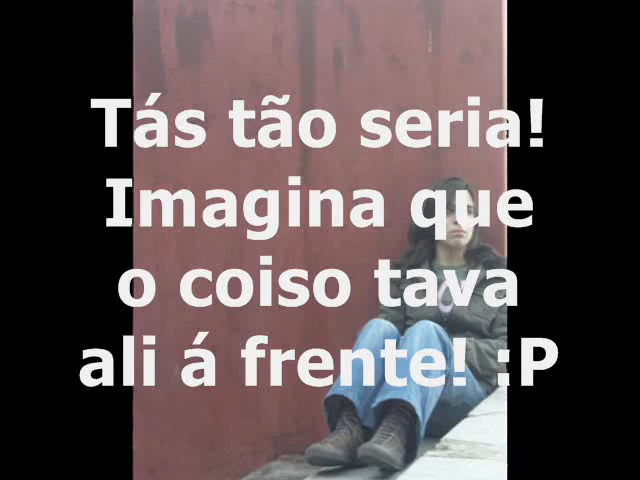 Tás tão seria!
Imagina que
o coiso tava
ali á frente! :P